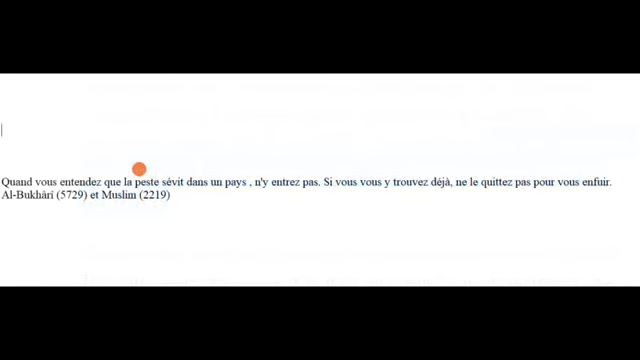 Quand vous entendez que la peste sévit dans un pays , n'y entrez pas. Si vous vous y trouvez déjà, ne le quittez pas pour vous enfuir.
Al-Bukhârî (5729) et Muslim (2219)